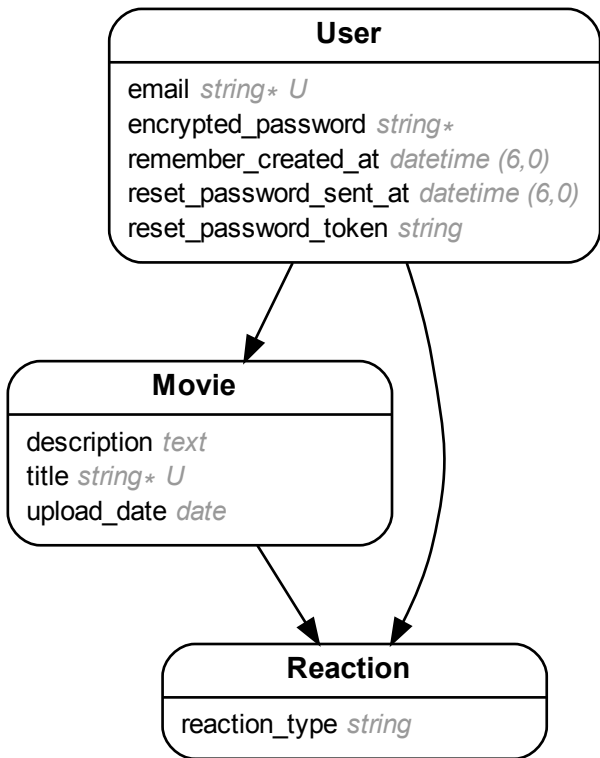 User
email string* U
encrypted_password string*
remember_created_at datetime (6,0)
reset_password_sent_at datetime (6,0)
reset_password_token string
Movie
description text
title string* U
upload_date date
Reaction
reaction_type string